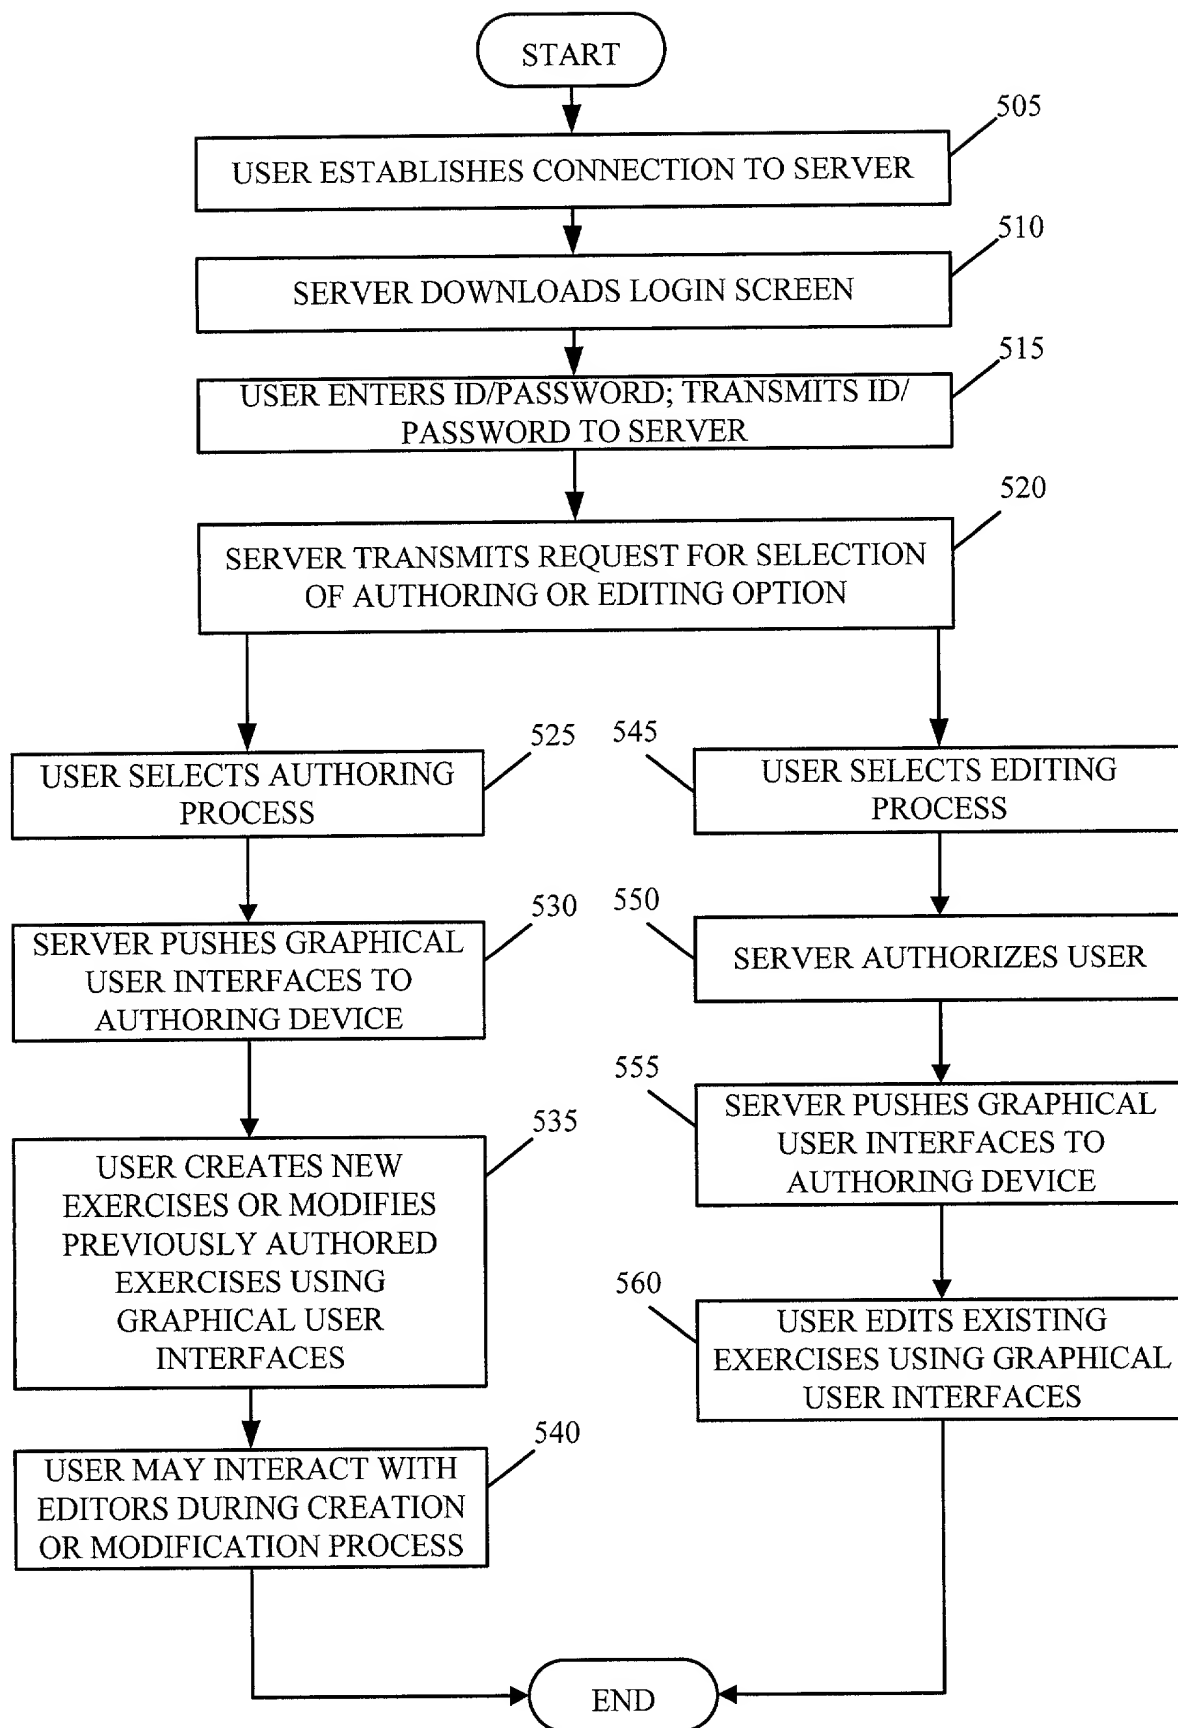 START
505
USER ESTABLISHES CONNECTION TO SERVER
510
SERVER DOWNLOADS LOGIN SCREEN
515
USER ENTERS ID/PASSWORD; TRANSMITS ID/
PASSWORD TO SERVER
520
SERVER TRANSMITS REQUEST FOR SELECTION
OF AUTHORING OR EDITING OPTION
525
USER SELECTS AUTHORING
PROCESS
530
SERVER PUSHES GRAPHICAL
USER INTERFACES TO
AUTHORING DEVICE
535
USER CREATES NEW
EXERCISES OR MODIFIES
PREVIOUSLY AUTHORED
EXERCISES USING
GRAPHICAL USER
INTERFACES
540
USER MAY INTERACT WITH
EDITORS DURING CREATION
OR MODIFICATION PROCESS
545
USER SELECTS EDITING
PROCESS
550
SERVER AUTHORIZES USER
555
SERVER PUSHES GRAPHICAL
USER INTERFACES TO
AUTHORING DEVICE
560
USER EDITS EXISTING
EXERCISES USING GRAPHICAL
USER INTERFACES
END